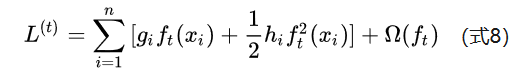 $L^{(t)} = \sum_{i=1}^{n} [g_i f_t(x_i) + \frac{1}{2} h_i f_t^2(x_i)] + \Omega(f_t)$ (式8)